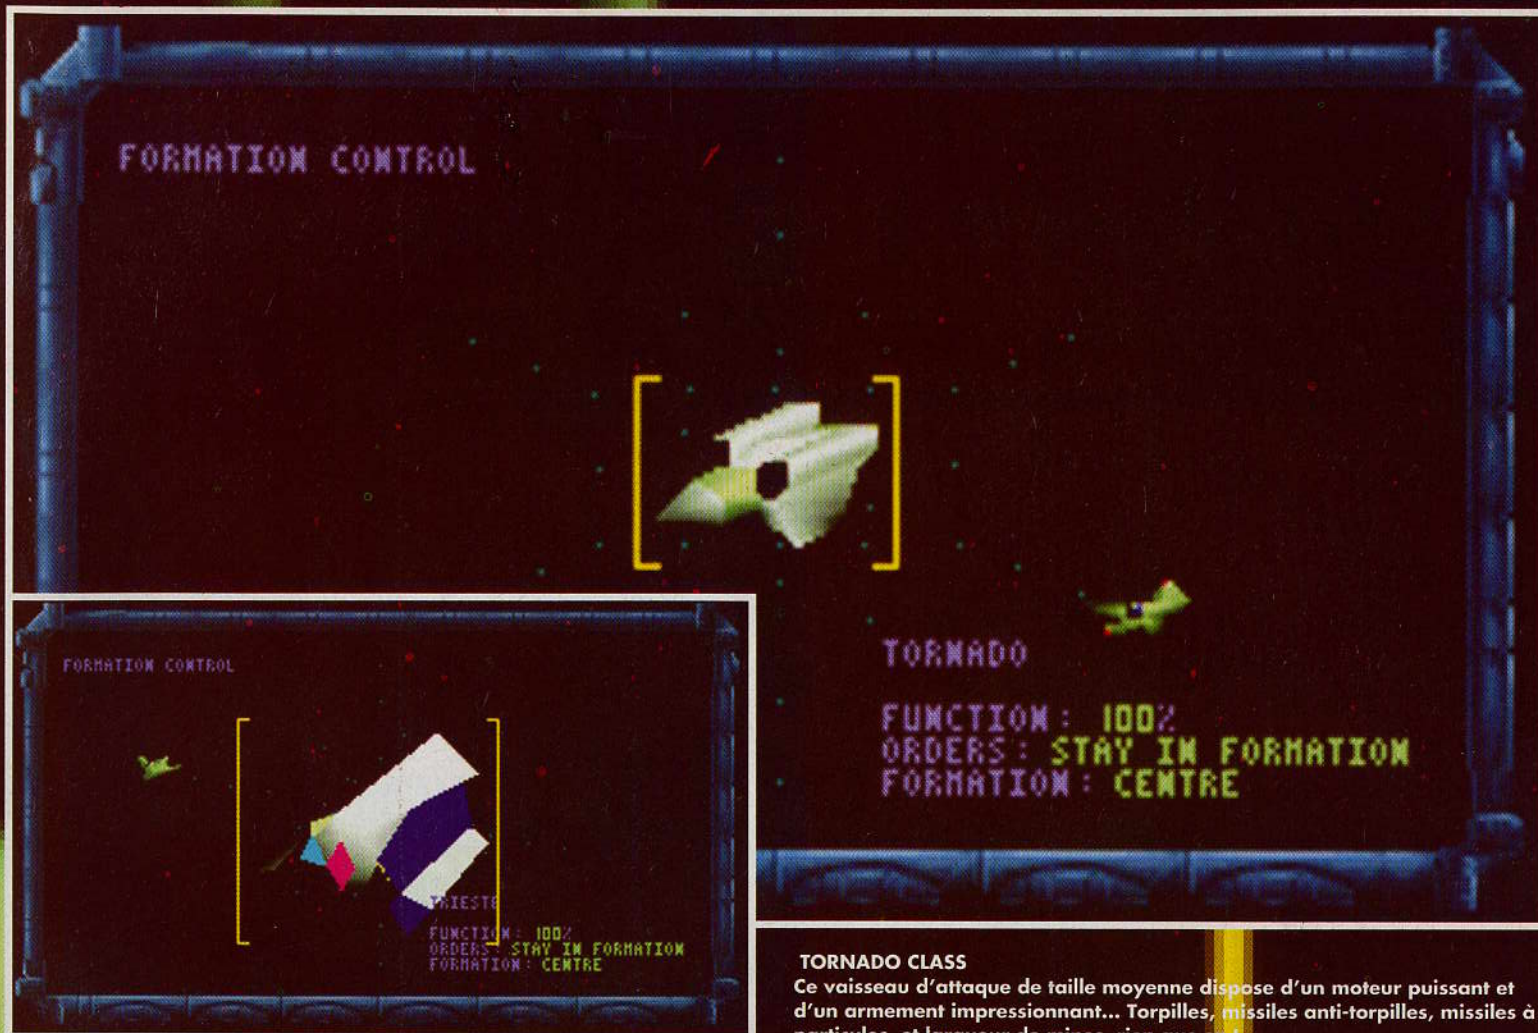 FORMATION CONTROL
TORNADO
FUNCTION: 100%
ORDERS: STAY IN FORMATION
FORMATION: CENTRE
FORMATION CONTROL
TRIESTE
FUNCTION: 100%
ORDERS: STAY IN FORMATION
FORMATION: CENTRE
TORNADO CLASS
Ce vaisseau d'attaque de taille moyenne dispose d'un moteur puissant et
d'un armement impressionnant... Torpilles, missiles anti-torpilles, missiles à